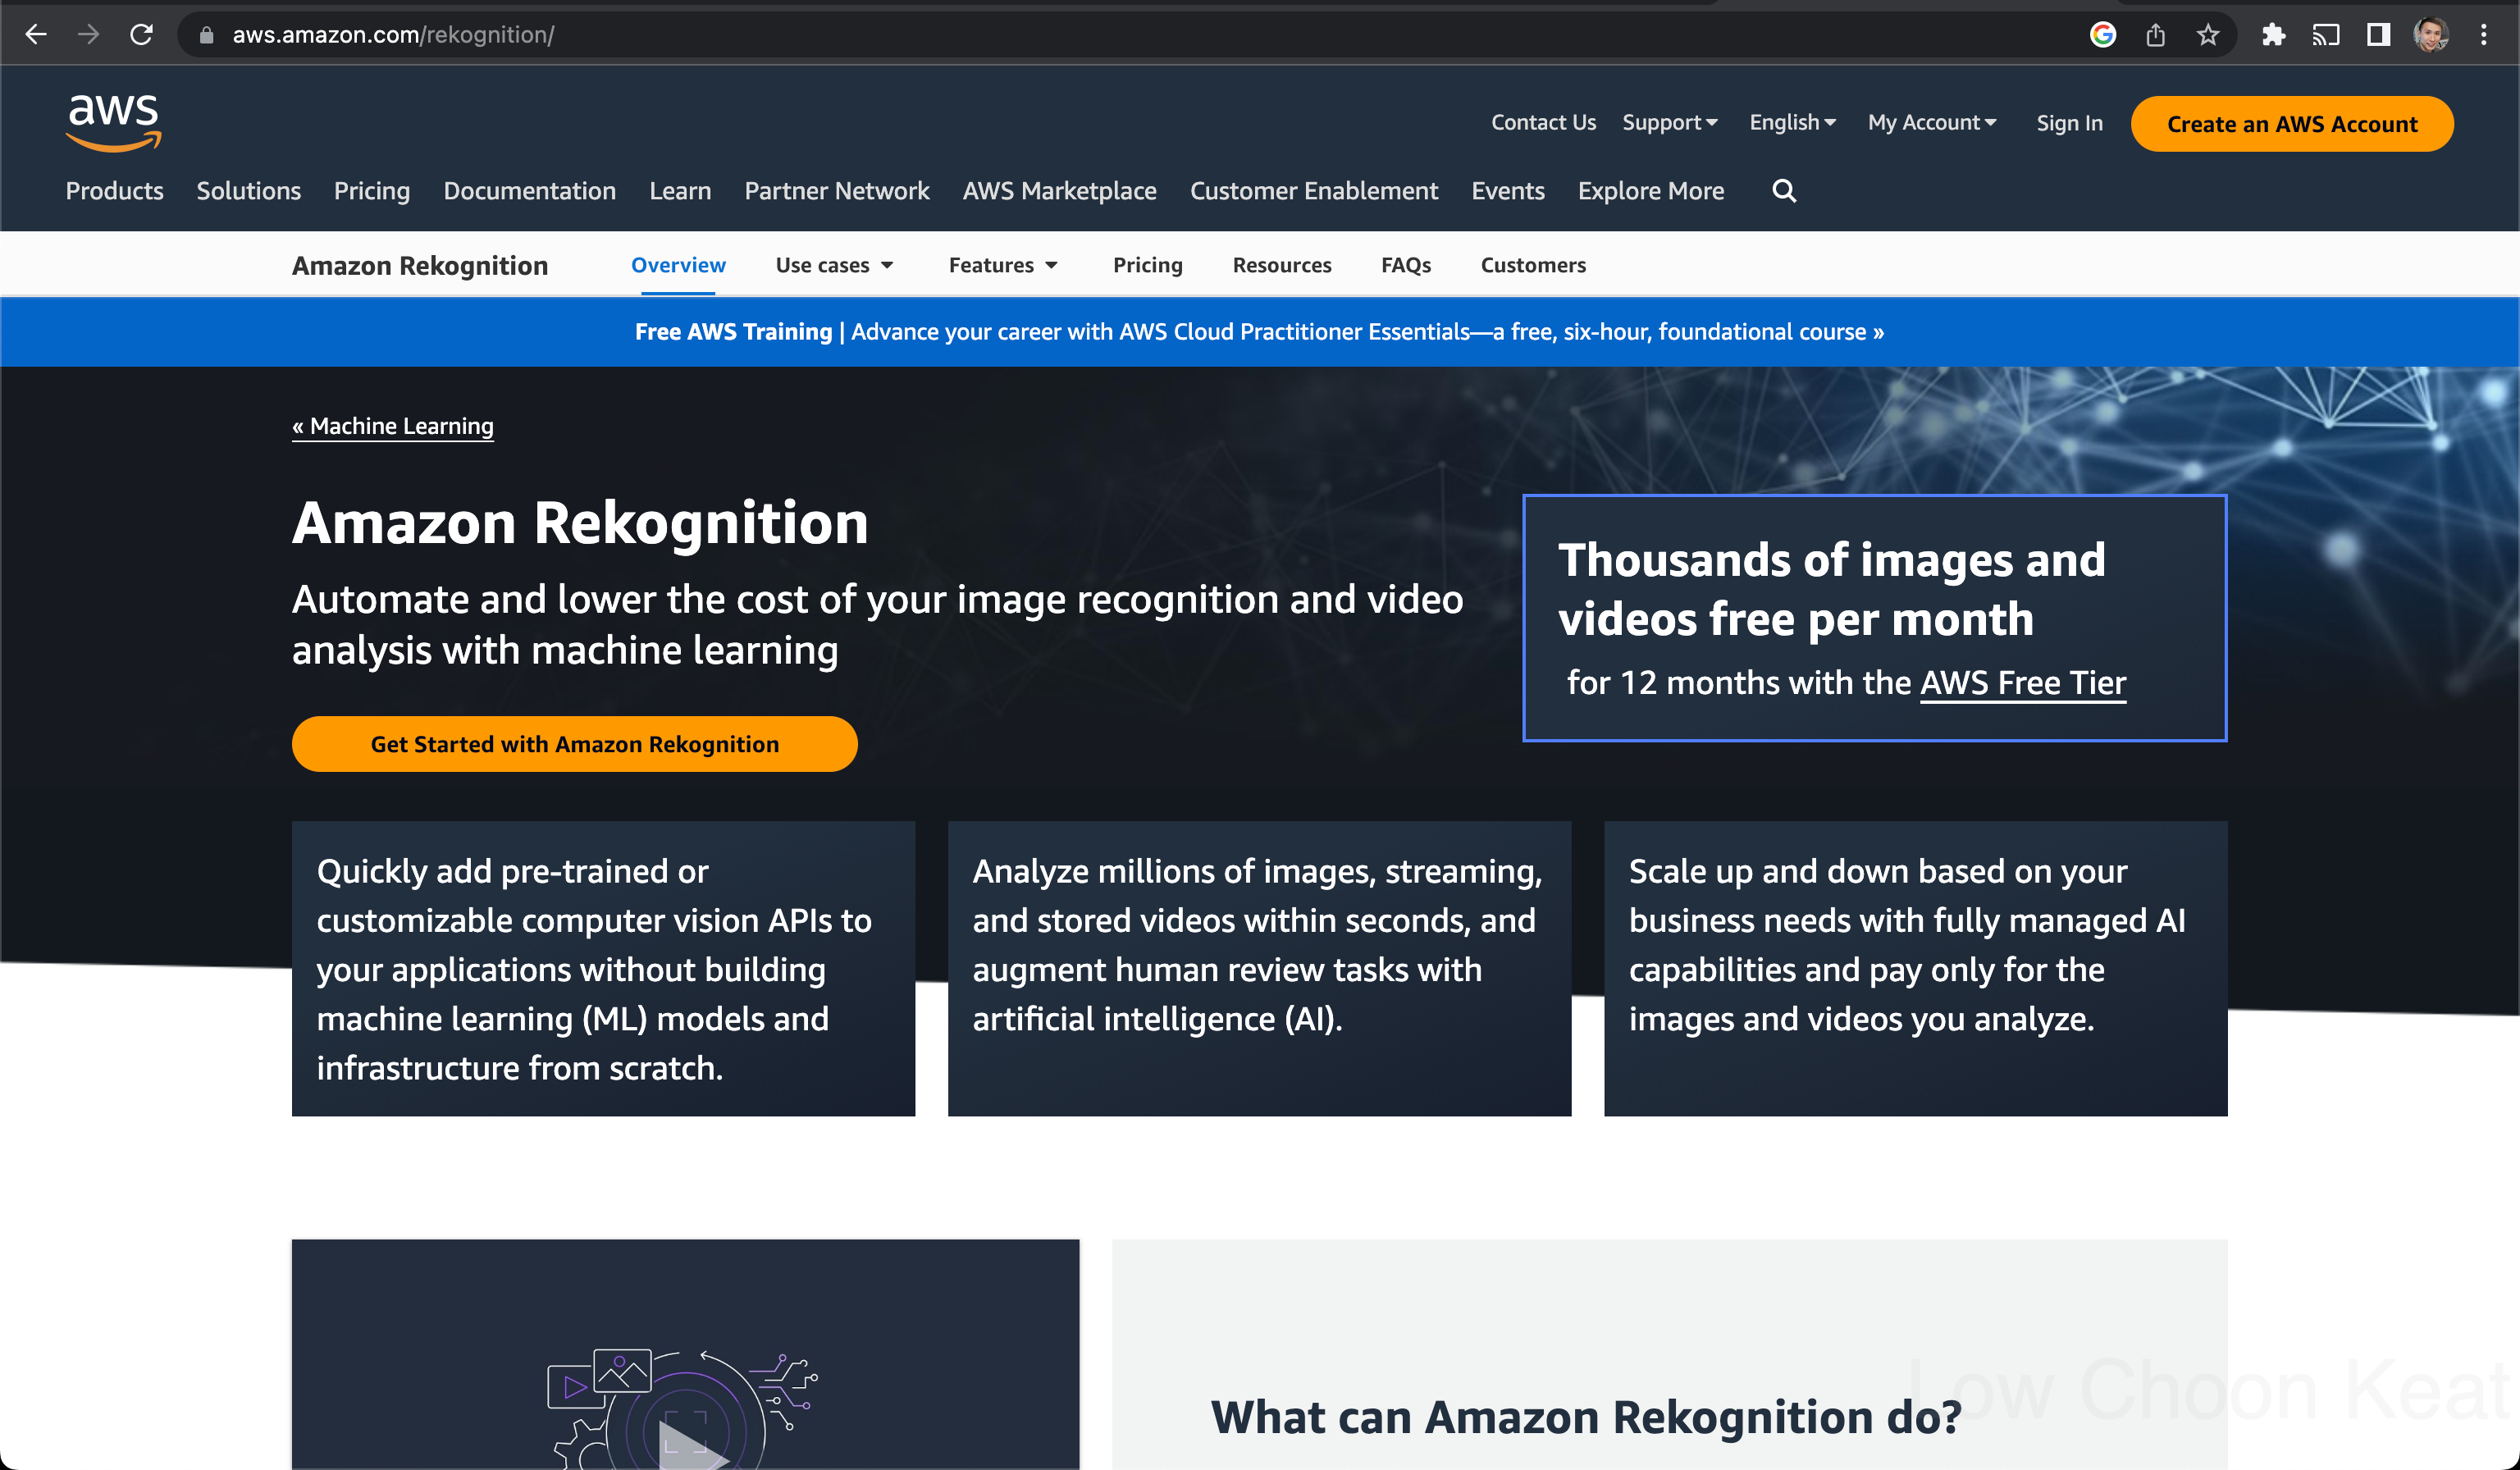 aws.amazon.com/rekognition/
aws
Contact Us Support English My Account Sign In Create an AWS Account
Products Solutions Pricing Documentation Learn Partner Network AWS Marketplace Customer Enablement Events Explore More
Amazon Rekognition Overview Use cases Features Pricing Resources FAQs Customers
Free AWS Training | Advance your career with AWS Cloud Practitioner Essentials—a free, six-hour, foundational course »
« Machine Learning
Amazon Rekognition
Automate and lower the cost of your image recognition and video
analysis with machine learning
Get Started with Amazon Rekognition
Thousands of images and
videos free per month
for 12 months with the AWS Free Tier
Quickly add pre-trained or
customizable computer vision APIs to
your applications without building
machine learning (ML) models and
infrastructure from scratch.
Analyze millions of images, streaming,
and stored videos within seconds, and
augment human review tasks with
artificial intelligence (AI).
Scale up and down based on your
business needs with fully managed AI
capabilities and pay only for the
images and videos you analyze.
What can Amazon Rekognition do?
Low Choon Keat